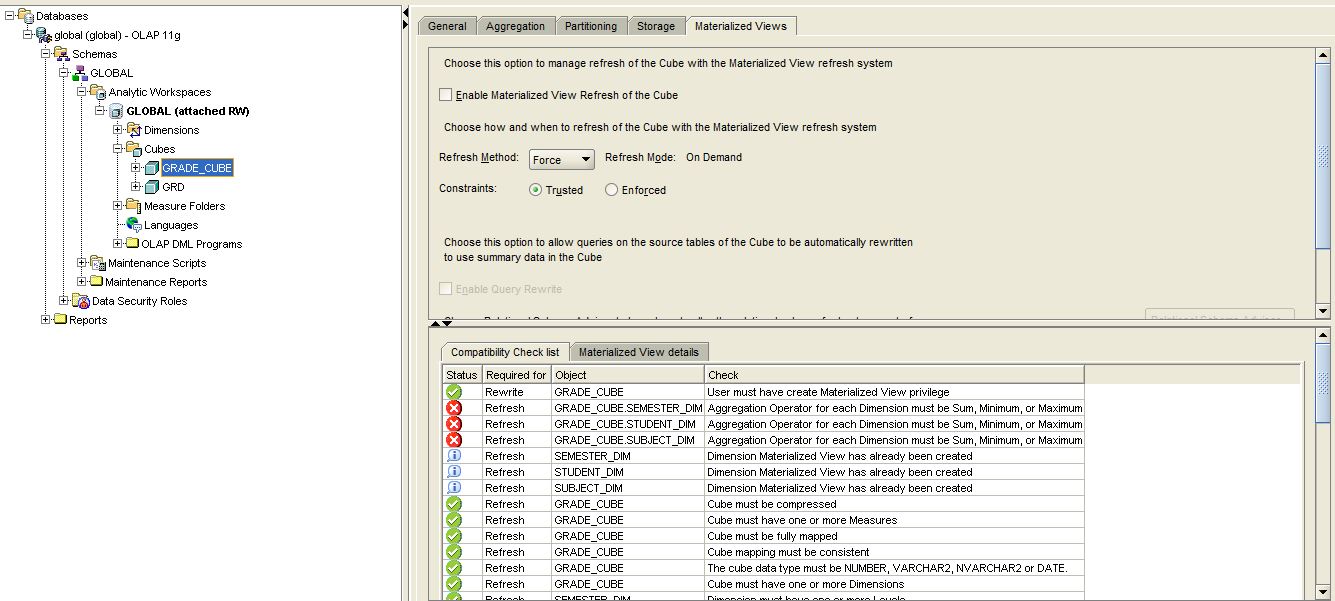 Databases
global (global) - OLAP 11g
Schemas
GLOBAL
Analytic Workspaces
GLOBAL (attached RW)
Dimensions
Cubes
GRADE_CUBE
GRD
Measure Folders
Languages
OLAP DML Programs
Maintenance Scripts
Maintenance Reports
Data Security Roles
Reports
General Aggregation Partitioning Storage Materialized Views
Choose this option to manage refresh of the Cube with the Materialized View refresh system
Enable Materialized View Refresh of the Cube
Choose how and when to refresh of the Cube with the Materialized View refresh system
Refresh Method: Force Refresh Mode: On Demand
Constraints: Trusted Enforced
Choose this option to allow queries on the source tables of the Cube to be automatically rewritten
to use summary data in the Cube
Enable Query Rewrite
Compatibility Check list Materialized View details
Status Required for Object Check
Rewrite GRADE_CUBE User must have create Materialized View privilege
Refresh GRADE_CUBE.SEMESTER_DIM Aggregation Operator for each Dimension must be Sum, Minimum, or Maximum
Refresh GRADE_CUBE.STUDENT_DIM Aggregation Operator for each Dimension must be Sum, Minimum, or Maximum
Refresh GRADE_CUBE.SUBJECT_DIM Aggregation Operator for each Dimension must be Sum, Minimum, or Maximum
Refresh SEMESTER_DIM Dimension Materialized View has already been created
Refresh STUDENT_DIM Dimension Materialized View has already been created
Refresh SUBJECT_DIM Dimension Materialized View has already been created
Refresh GRADE_CUBE Cube must be compressed
Refresh GRADE_CUBE Cube must have one or more Measures
Refresh GRADE_CUBE Cube must be fully mapped
Refresh GRADE_CUBE Cube mapping must be consistent
Refresh GRADE_CUBE The cube data type must be NUMBER, VARCHAR2, NVARCHAR2 or DATE.
Refresh GRADE_CUBE Cube must have one or more Dimensions
Refresh SEMESTER_DIM Dimension must have one or more Levels